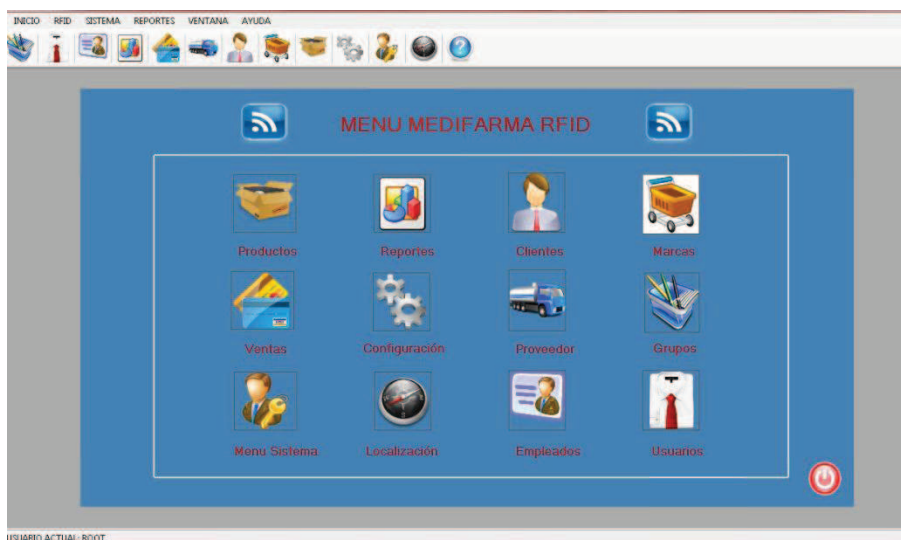 INICIO RFID SISTEMA REPORTES VENTANA AYUDA
MENU MEDIFARMA RFID
Productos Reportes Clientes Marcas
Ventas Configuración Proveedor Grupos
Menu Sistema Localización Empleados Usuarios
USUARIO ACTUAL: ROOT